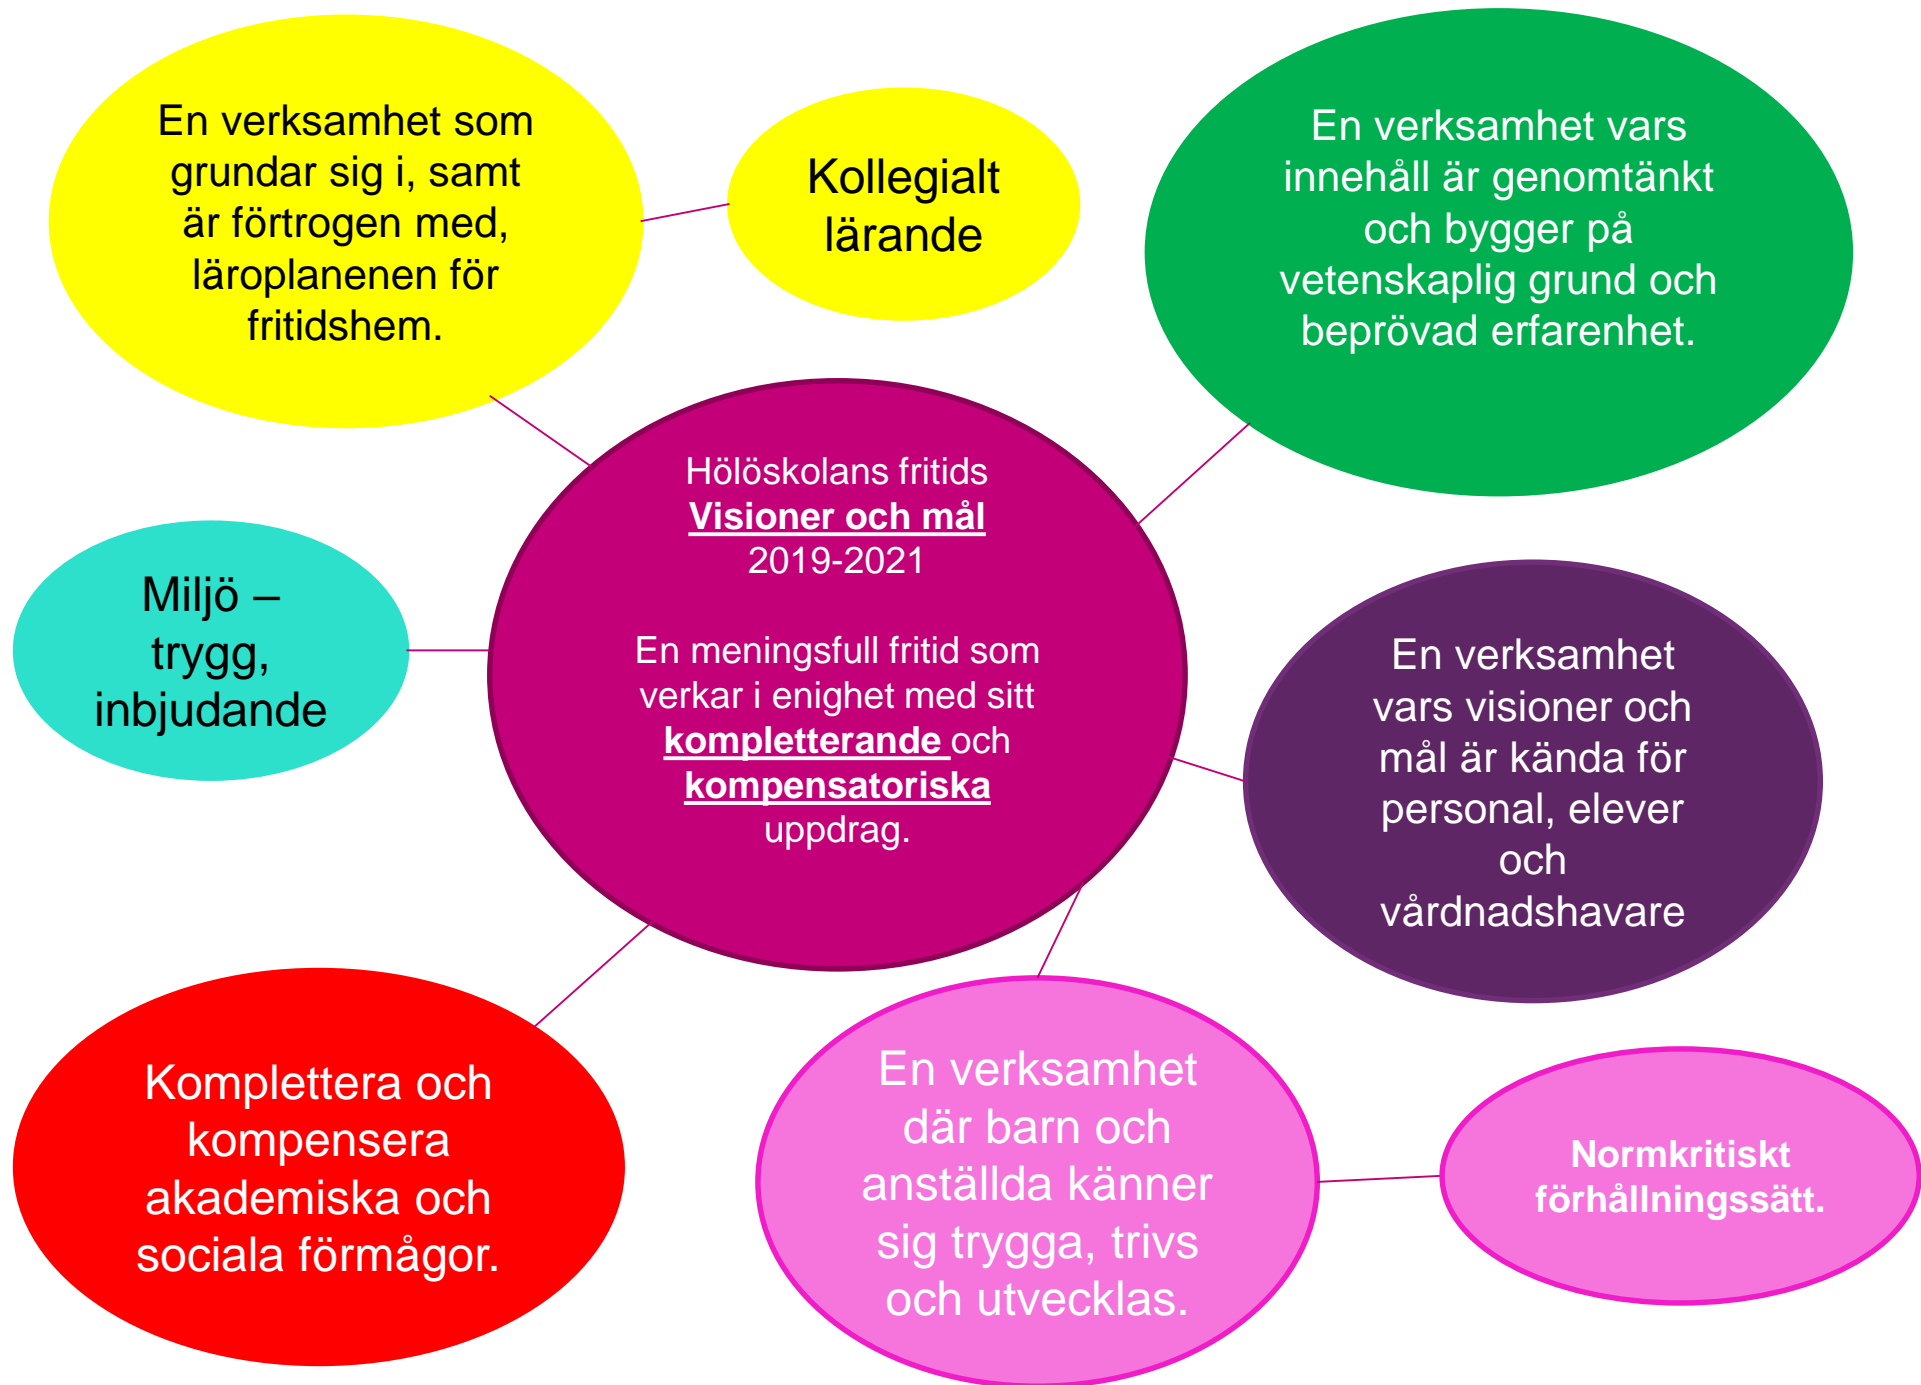 En verksamhet som
grundar sig i, samt
är förtrogen med,
läroplanenen för
fritidshem.
Kollegialt
lärande
En verksamhet vars
innehåll är genomtänkt
och bygger på
vetenskaplig grund och
beprövad erfarenhet.
Hölöskolans fritids
Visioner och mål
2019-2021
En meningsfull fritid som
verkar i enighet med sitt
kompletterande och
kompensatoriska
uppdrag.
Miljö –
trygg,
inbjudande
En verksamhet
vars visioner och
mål är kända för
personal, elever
och
vårdnadshavare
Komplettera och
kompensera
akademiska och
sociala förmågor.
En verksamhet
där barn och
anställda känner
sig trygga, trivs
och utvecklas.
Normkritiskt
förhållningssätt.